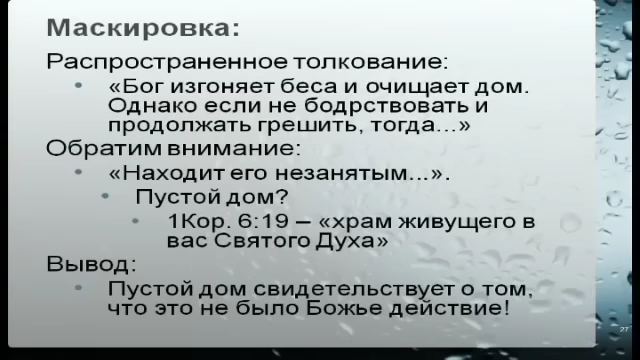 Маскировка:
Распространенное толкование:
• «Бог изгоняет беса и очищает дом.
Однако если не бодрствовать и
продолжать грешить, тогда...»
Обратим внимание:
• «Находит его незанятым...».
• Пустой дом?
• 1Кор. 6:19 – «храм живущего в
вас Святого Духа»
Вывод:
• Пустой дом свидетельствует о том,
что это не было Божье действие!
27